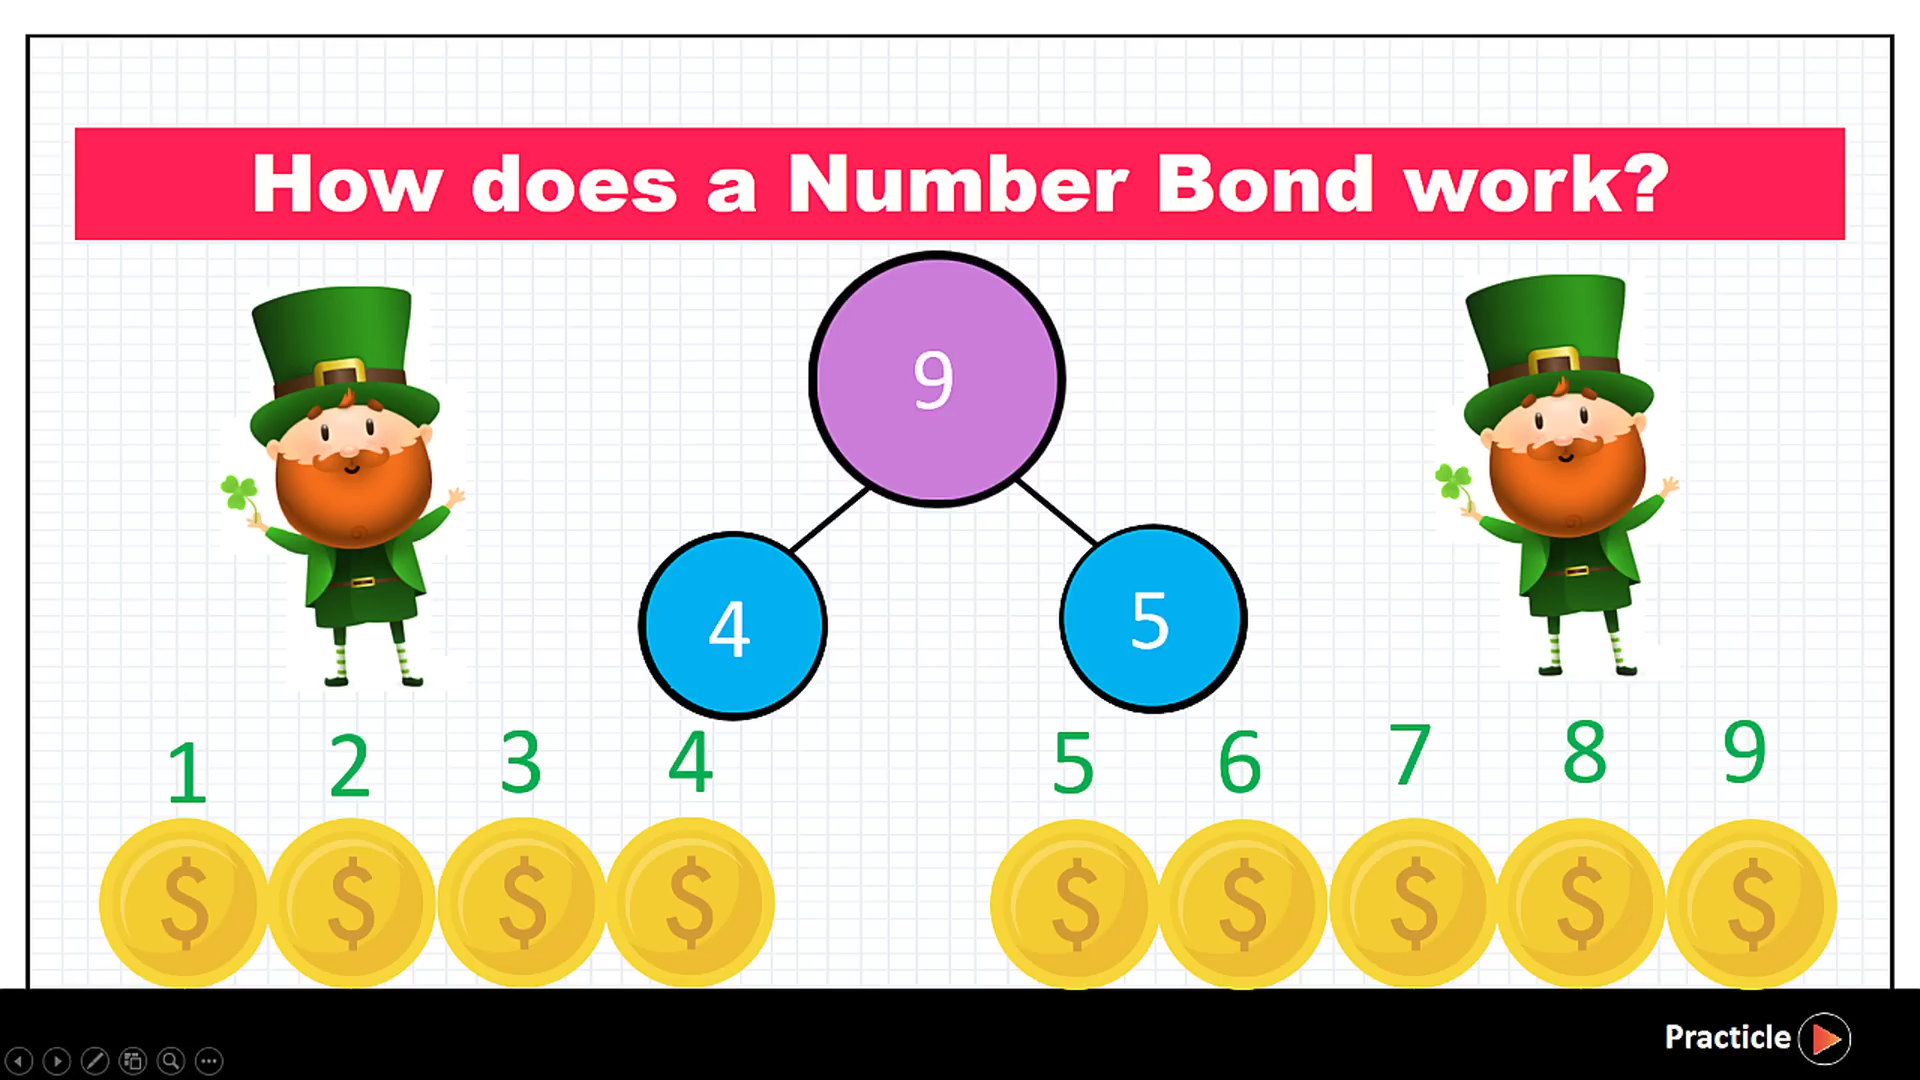 How does a Number Bond work?
9
4 5
1 2 3 4 5 6 7 8 9
$ $ $ $ $ $ $ $ $
Practicle